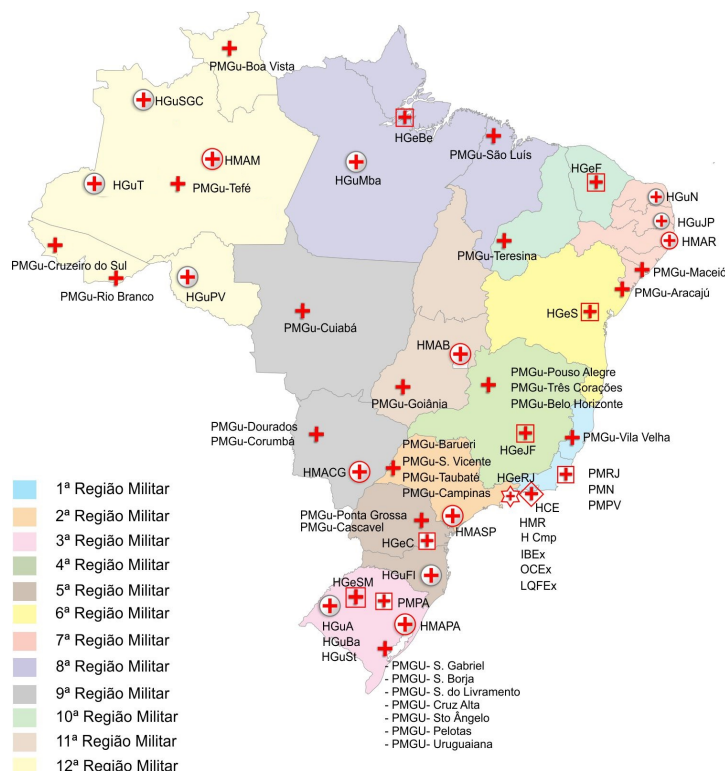 PMGu-Boa Vista
HGuSGC
HGeBe
PMGu-São Luís
HMAM
HGuMba
HGeF
HGuT
PMGu-Tefé
HGuN
HGuJP
HMAR
PMGu-Cruzeiro do Sul
PMGu-Teresina
PMGu-Maceió
PMGu-Rio Branco
HGuPV
PMGu-Aracajú
PMGu-Cuiabá
HGeS
HMAB
PMGu-Goiânia
PMGu-Pouso Alegre
PMGu-Três Corações
PMGu-Belo Horizonte
PMGu-Dourados
PMGu-Corumbá
PMGu-Barueri
PMGu-S. Vicente
PMGu-Taubaté
PMGu-Campinas
HGeJF
PMGu-Vila Velha
HMACG
HGeRJ
PMRJ
PMN
PMPV
HCE
HMR
H Cmp
IBEx
OCEx
LQFEx
PMGu-Ponta Grossa
PMGu-Cascavel
HMASP
HGeC
HGuFl
HGeSM
PMPA
HGuA
HGuBa
HGuSt
HMAPA
- PMGU- S. Gabriel
- PMGU- S. Borja
- PMGU- S. do Livramento
- PMGU- Cruz Alta
- PMGU- Sto Ângelo
- PMGU- Pelotas
- PMGU- Uruguaiana
1ª Região Militar
2ª Região Militar
3ª Região Militar
4ª Região Militar
5ª Região Militar
6ª Região Militar
7ª Região Militar
8ª Região Militar
9ª Região Militar
10ª Região Militar
11ª Região Militar
12ª Região Militar